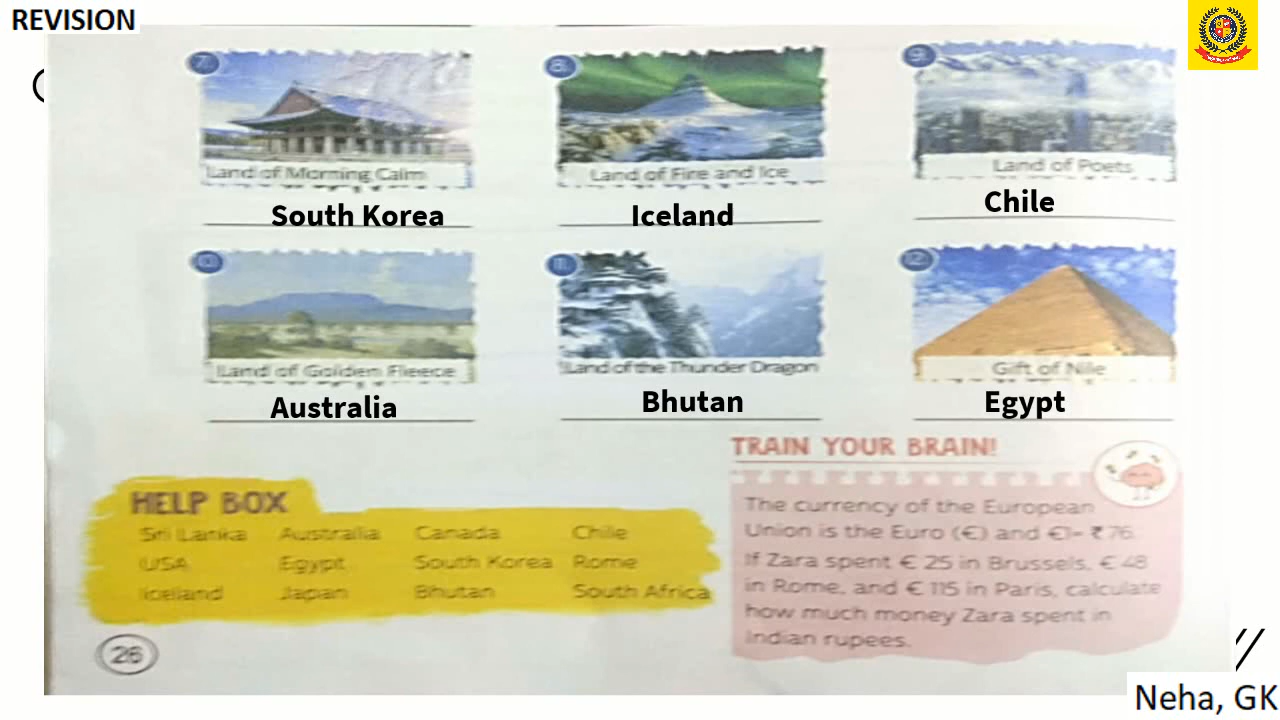 REVISION
7.
Land of Morning Calm
South Korea
8.
Land of Fire and Ice
Iceland
9.
Land of Poets
Chile
10.
Land of Golden Fleece
Australia
11.
Land of the Thunder Dragon
Bhutan
12.
Gift of Nile
Egypt
HELP BOX
Sri Lanka Australia Canada Chile
USA Egypt South Korea Rome
Iceland Japan Bhutan South Africa
26
TRAIN YOUR BRAIN!
The currency of the European
Union is the Euro (€) and €1= ₹76.
If Zara spent € 25 in Brussels, € 48
in Rome, and € 115 in Paris, calculate
how much money Zara spent in
Indian rupees.
Neha, GK